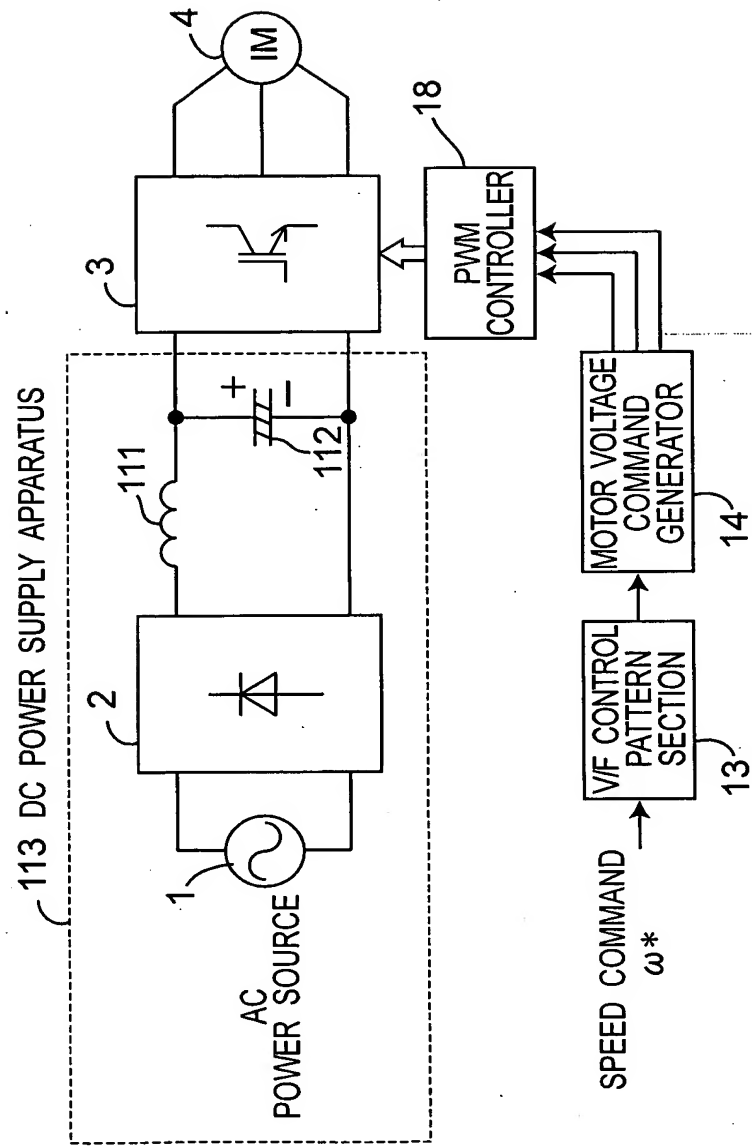 113 DC POWER SUPPLY APPARATUS
AC
POWER SOURCE
1
2
111
+
−
112
3
IM
4
SPEED COMMAND
ω*
V/F CONTROL
PATTERN
SECTION
13
MOTOR VOLTAGE
COMMAND
GENERATOR
14
PWM
CONTROLLER
18